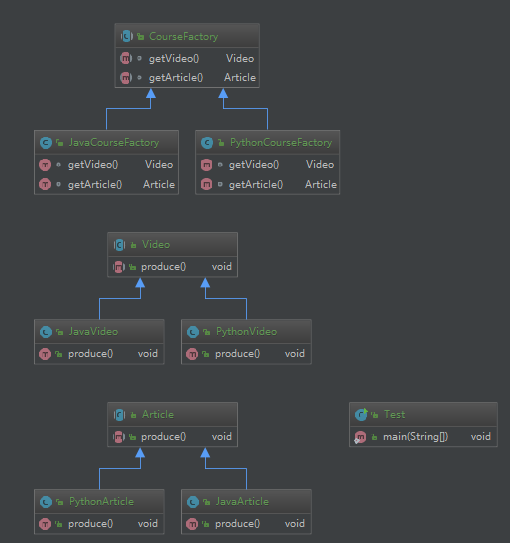 CourseFactory
getVideo() Video
getArticle() Article
JavaCourseFactory
getVideo() Video
getArticle() Article
PythonCourseFactory
getVideo() Video
getArticle() Article
Video
produce() void
JavaVideo
produce() void
PythonVideo
produce() void
Article
produce() void
Test
main(String[]) void
PythonArticle
produce() void
JavaArticle
produce() void